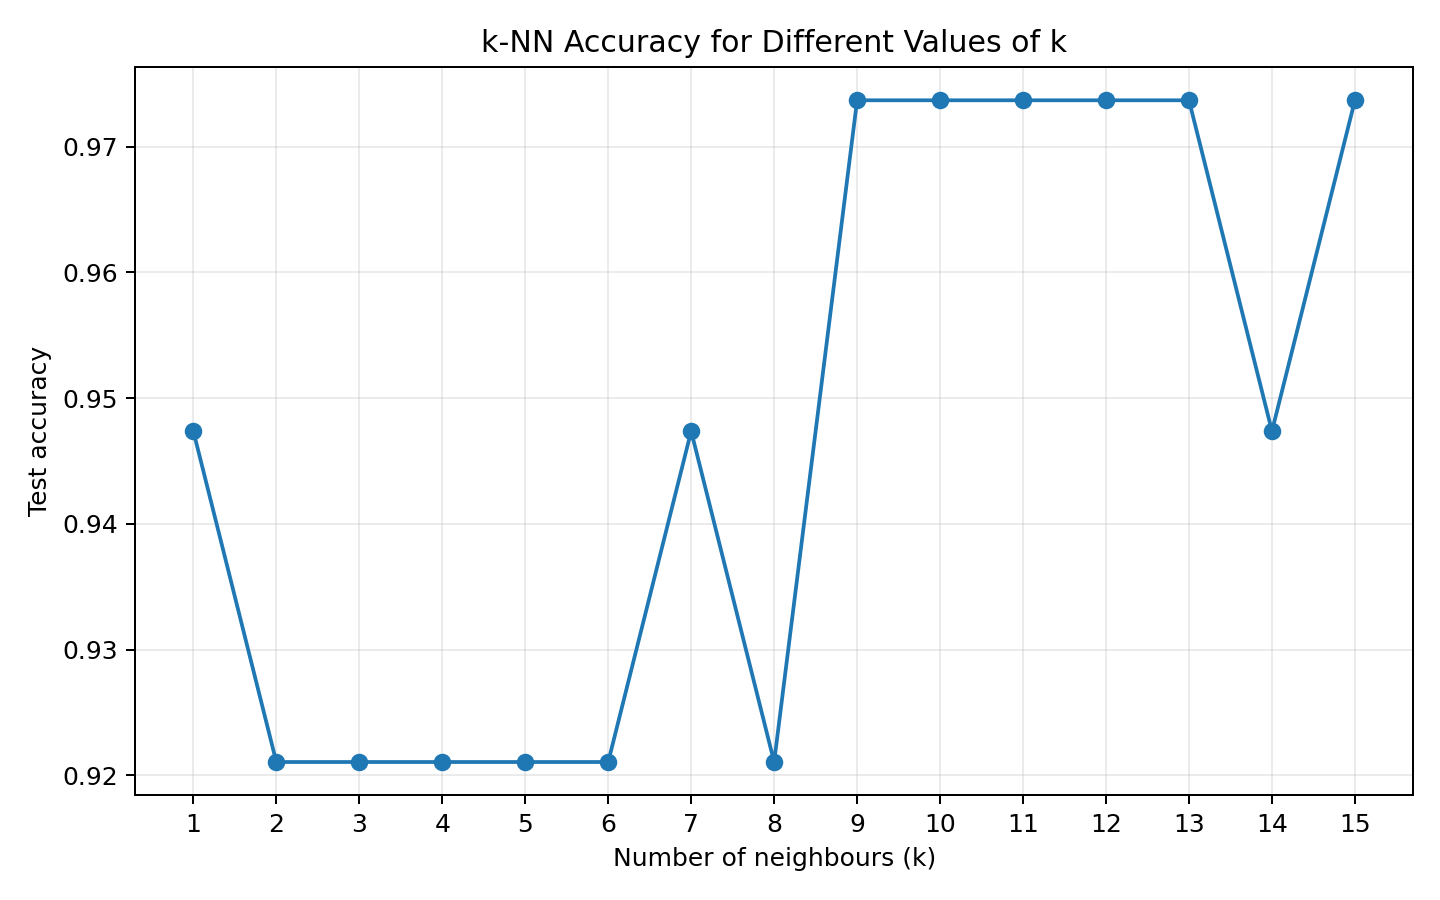 k-NN Accuracy for Different Values of k
0.97
0.96
0.95
0.94
0.93
0.92
Test accuracy
1 2 3 4 5 6 7 8 9 10 11 12 13 14 15
Number of neighbours (k)